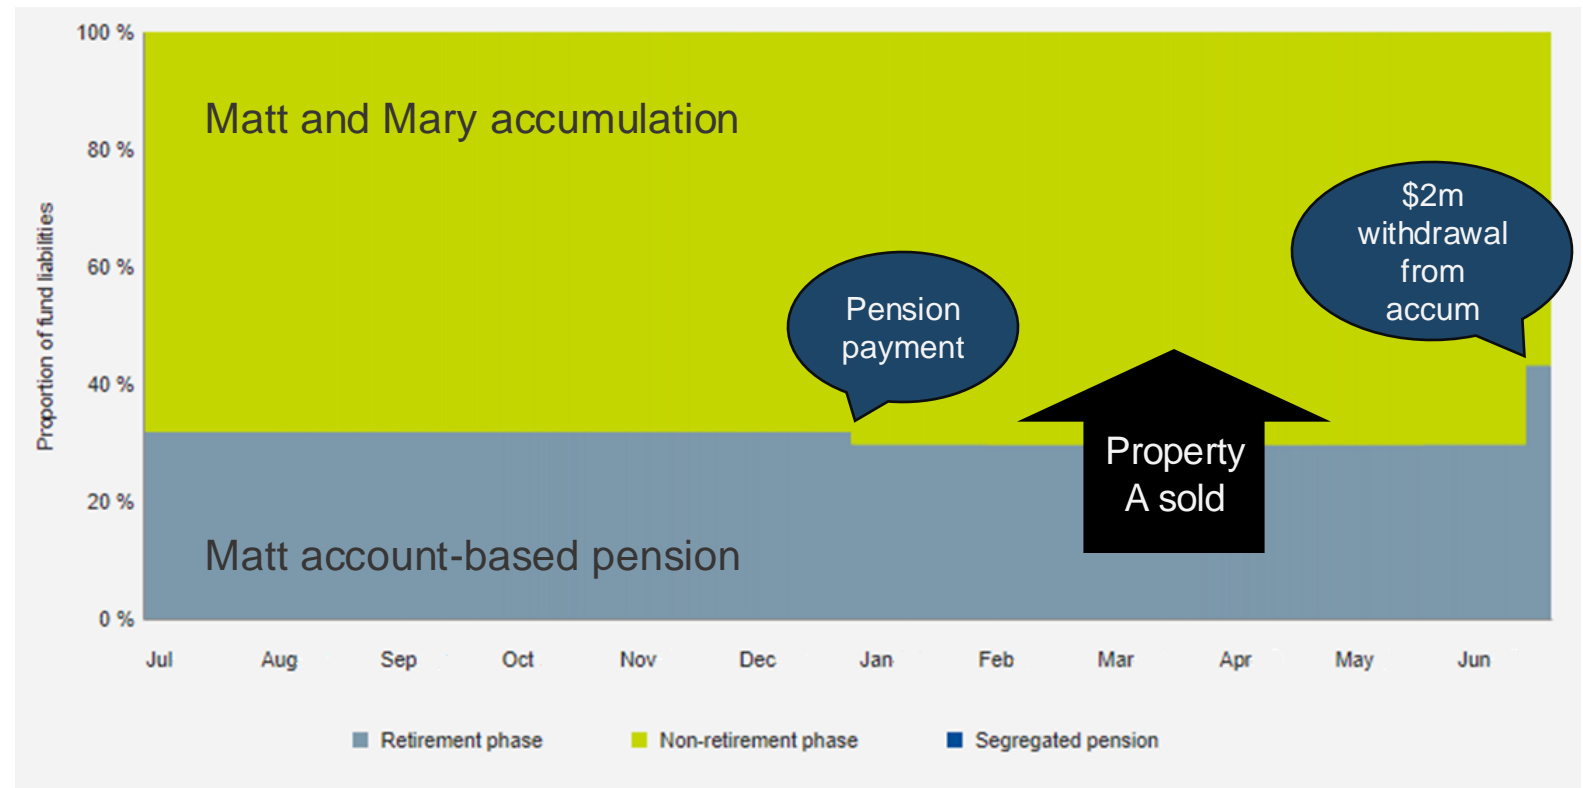 100 %
Matt and Mary accumulation
80 %
$2m
withdrawal
from
accum
60 %
Pension
payment
Proportion of fund liabilities
40 %
Property
A sold
20 %
Matt account-based pension
0 %
Jul Aug Sep Oct Nov Dec Jan Feb Mar Apr May Jun
Retirement phase Non-retirement phase Segregated pension